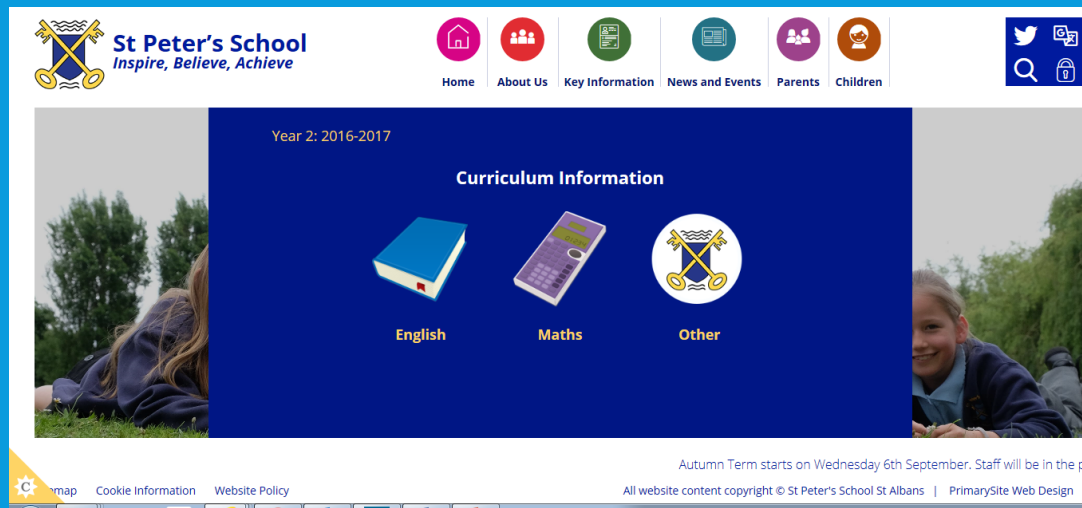 St Peter's School
Inspire, Believe, Achieve
Home About Us Key Information News and Events Parents Children
Year 2: 2016-2017
Curriculum Information
English Maths Other
Autumn Term starts on Wednesday 6th September. Staff will be in the
C
Cookie Information Website Policy
All website content copyright © St Peter's School St Albans | PrimarySite Web Design